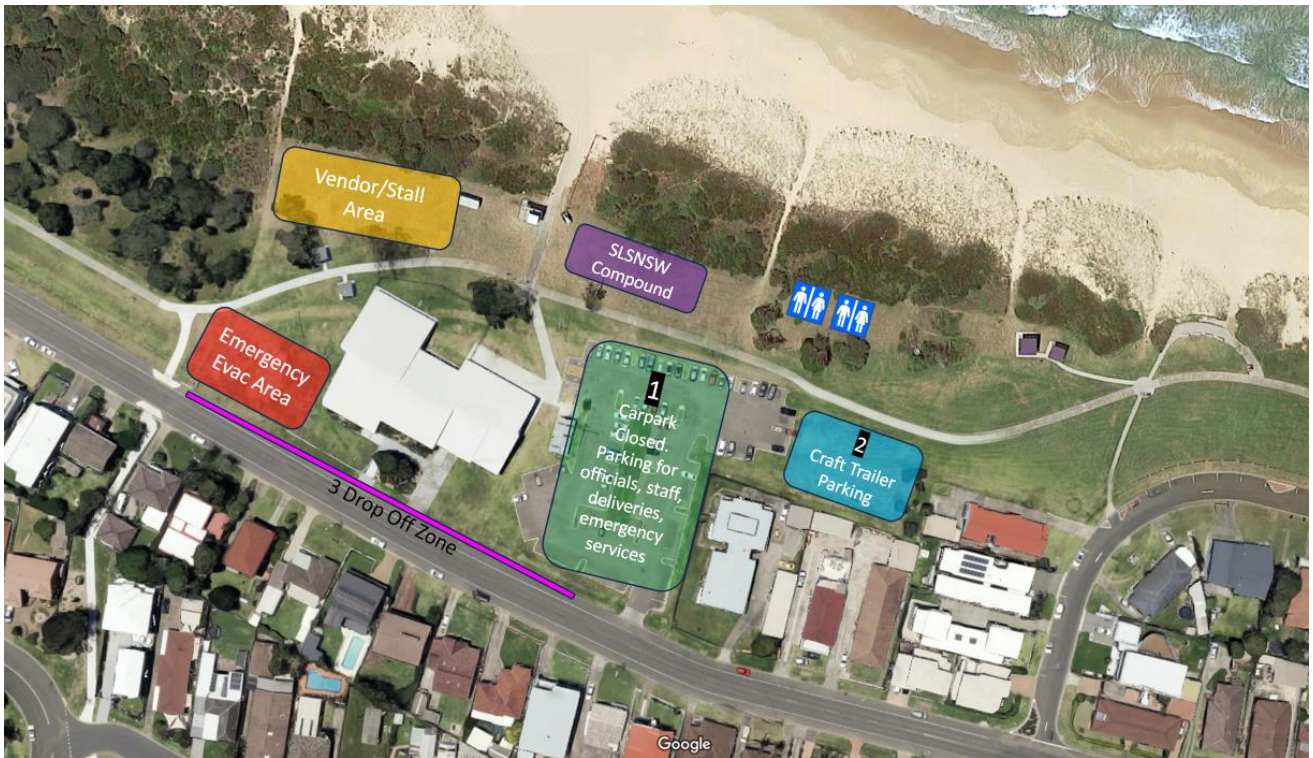 Vendor/Stall
Area
SLSNSW
Compound
Emergency
Evac Area
1
Carpark
Closed.
Parking for
officials, staff,
deliveries,
emergency
services
2
Craft Trailer
Parking
3 Drop Off Zone
Google